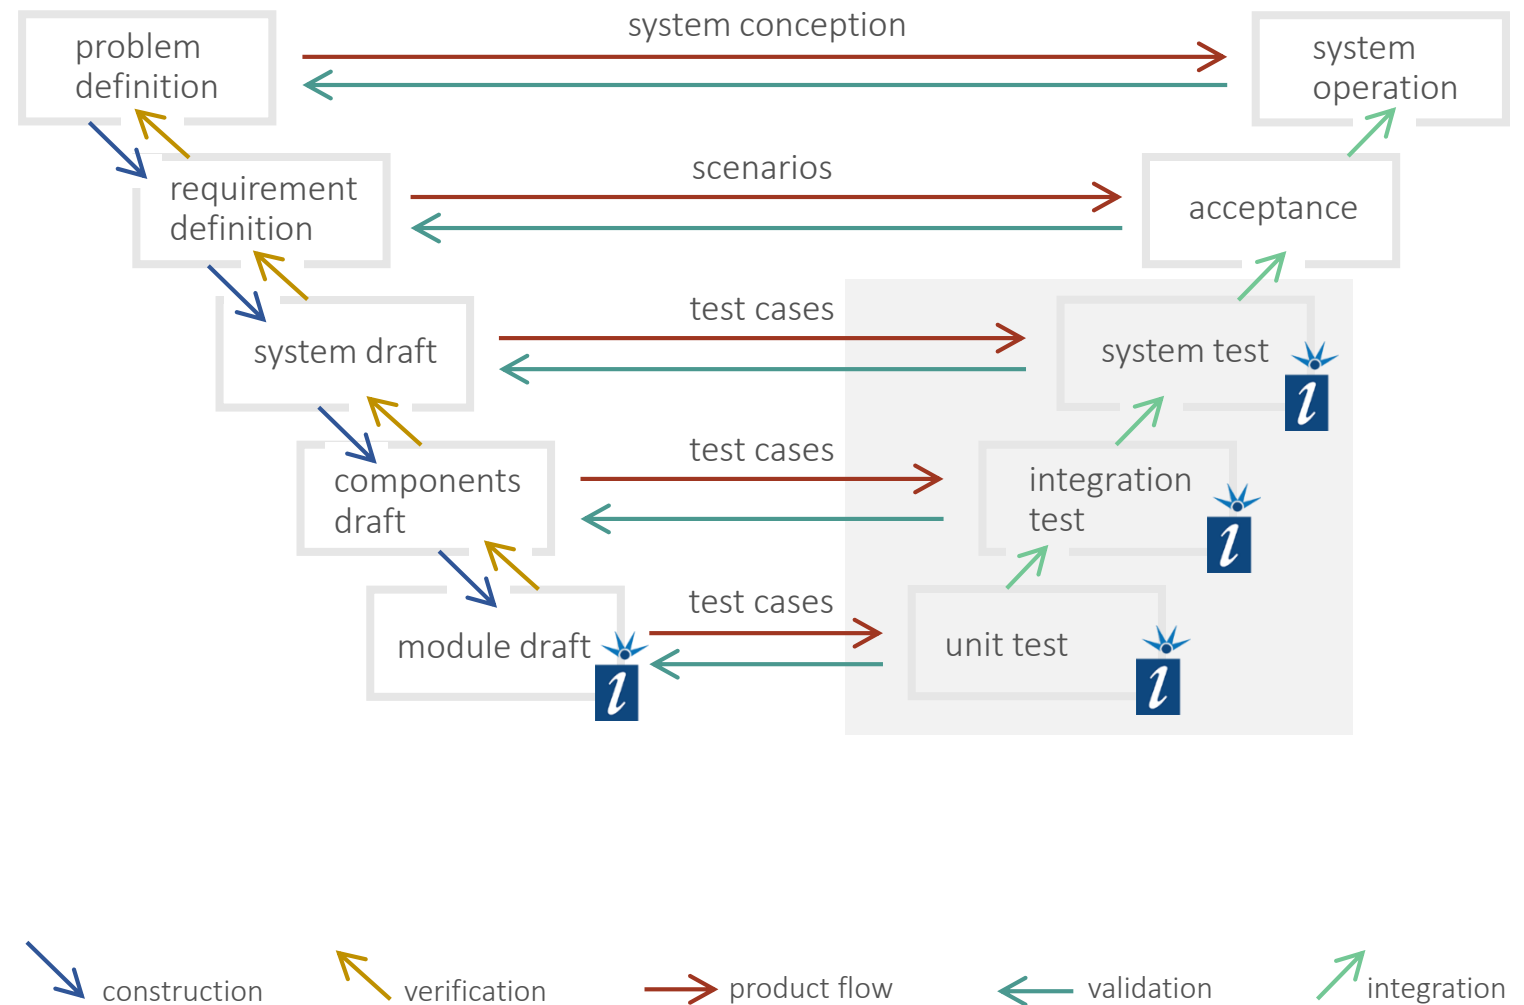 system conception
problem
definition
system
operation
scenarios
requirement
definition
acceptance
test cases
system draft
system test
i
test cases
components
draft
integration
test
i
test cases
module draft
i
unit test
i
construction
verification
product flow
validation
integration